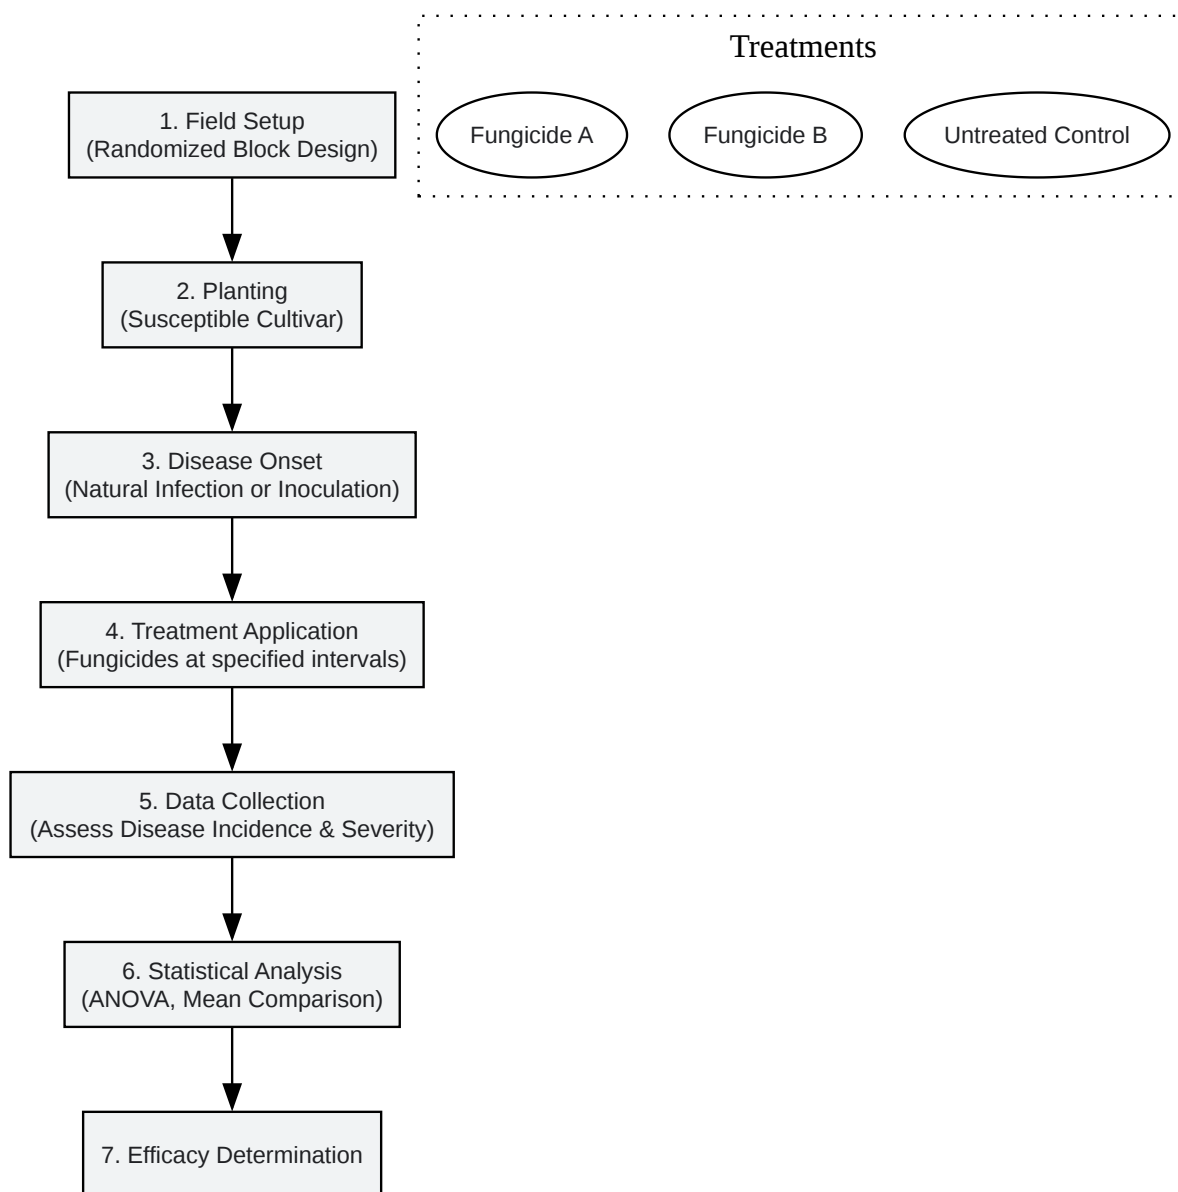 Treatments
1. Field Setup
(Randomized Block Design)
Fungicide A
Fungicide B
Untreated Control
2. Planting
(Susceptible Cultivar)
3. Disease Onset
(Natural Infection or Inoculation)
4. Treatment Application
(Fungicides at specified intervals)
5. Data Collection
(Assess Disease Incidence & Severity)
6. Statistical Analysis
(ANOVA, Mean Comparison)
7. Efficacy Determination